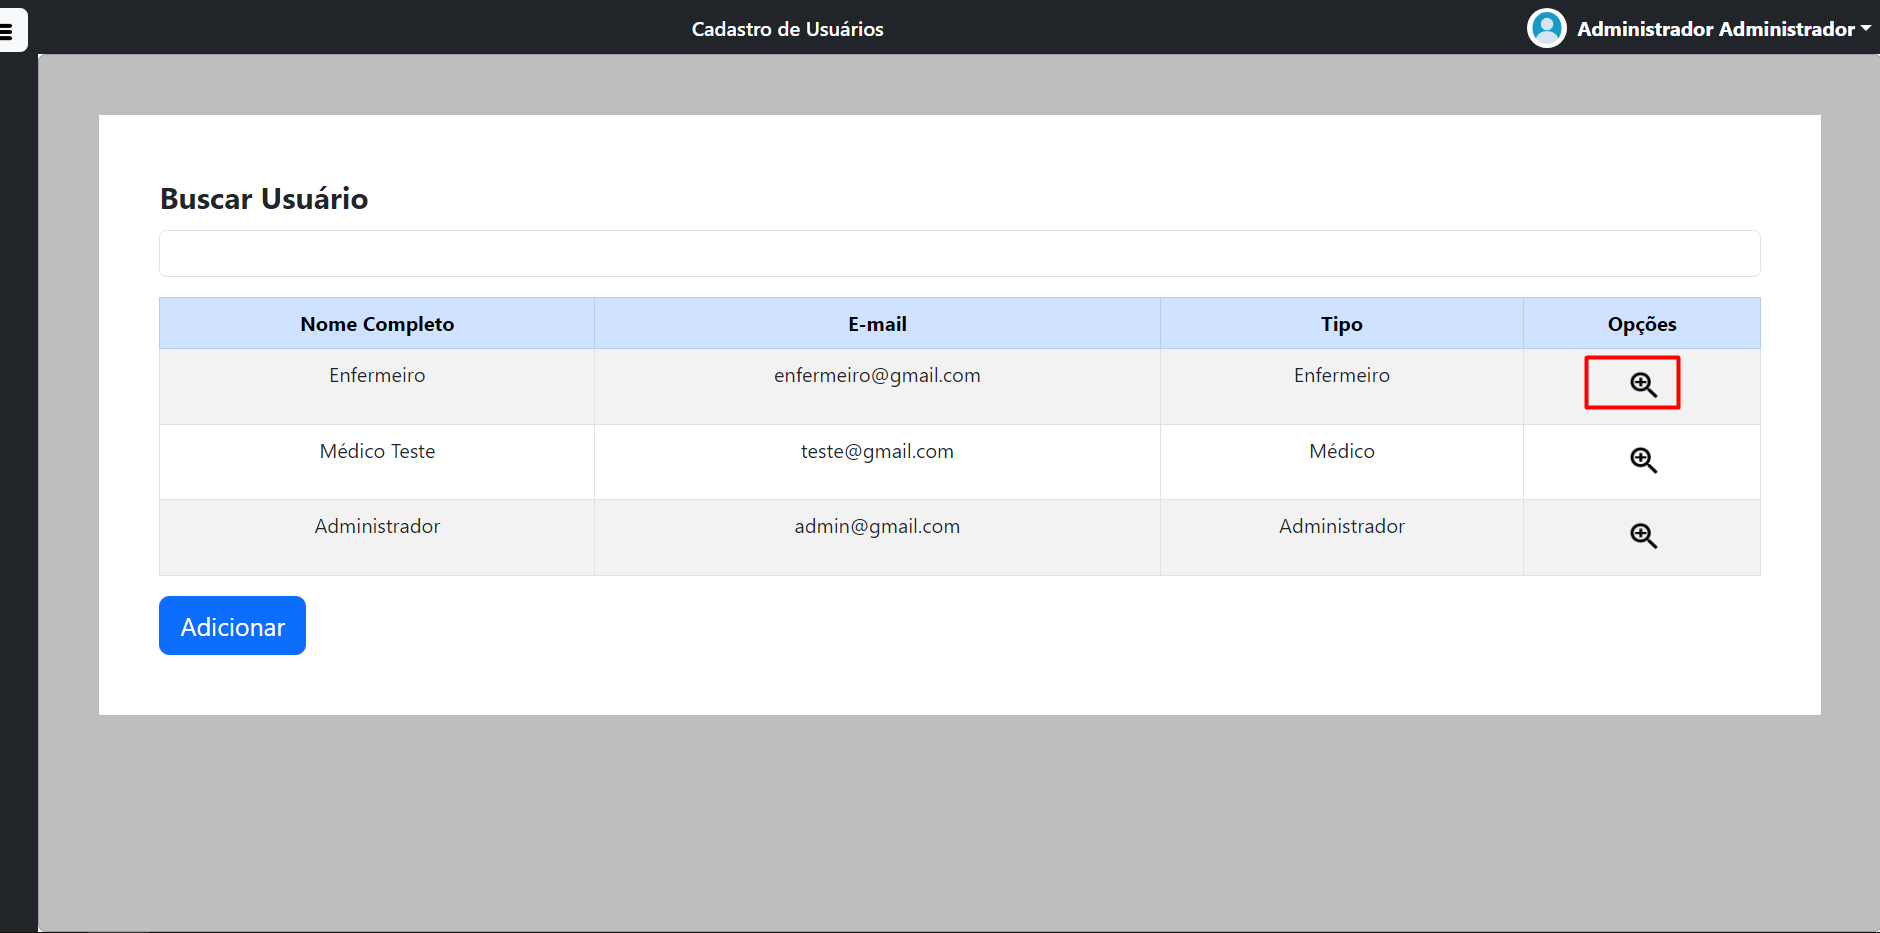 Cadastro de Usuários
Administrador Administrador
Buscar Usuário
Nome Completo E-mail Tipo Opções
Enfermeiro enfermeiro@gmail.com Enfermeiro
Médico Teste teste@gmail.com Médico
Administrador admin@gmail.com Administrador
Adicionar